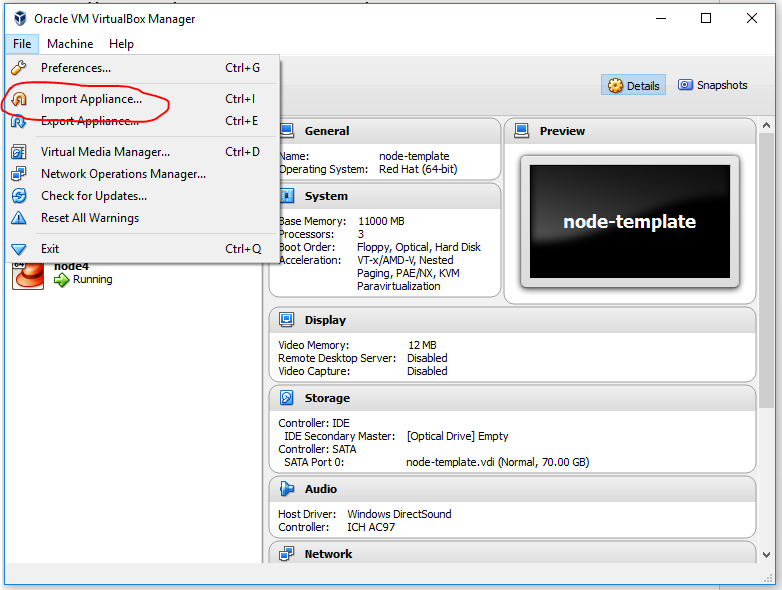 Oracle VM VirtualBox Manager
File Machine Help
Preferences... Ctrl+G
Import Appliance... Ctrl+I
Export Appliance... Ctrl+E
Virtual Media Manager... Ctrl+D
Network Operations Manager...
Check for Updates...
Reset All Warnings
Exit Ctrl+Q
Details Snapshots
64
node4
Running
General
Name: node-template
Operating System: Red Hat (64-bit)
Preview
node-template
System
Base Memory: 11000 MB
Processors: 3
Boot Order: Floppy, Optical, Hard Disk
Acceleration: VT-x/AMD-V, Nested
Paging, PAE/NX, KVM
Paravirtualization
Display
Video Memory: 12 MB
Remote Desktop Server: Disabled
Video Capture: Disabled
Storage
Controller: IDE
IDE Secondary Master: [Optical Drive] Empty
Controller: SATA
SATA Port 0: node-template.vdi (Normal, 70.00 GB)
Audio
Host Driver: Windows DirectSound
Controller: ICH AC97
Network